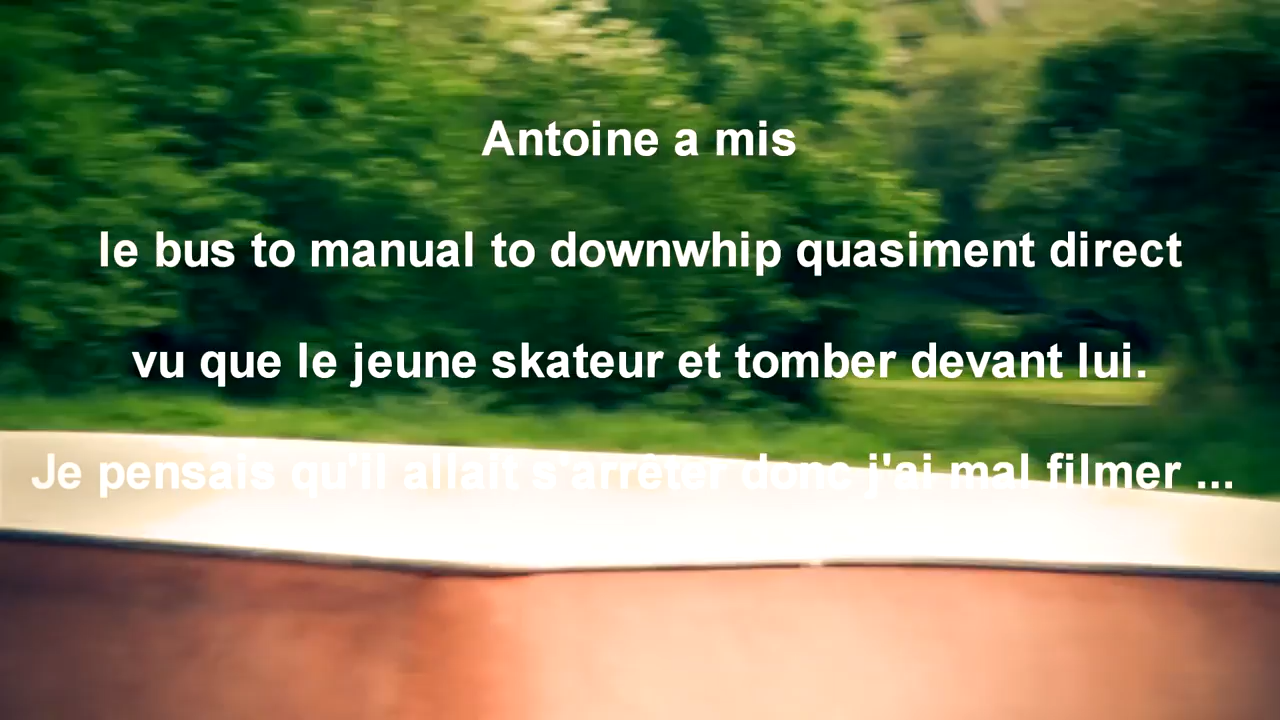 Antoine a mis
le bus to manual to downwhip quasiment direct
vu que le jeune skateur et tomber devant lui.
Je pensais qu'il allait s'arrêter donc j'ai mal filmer ...